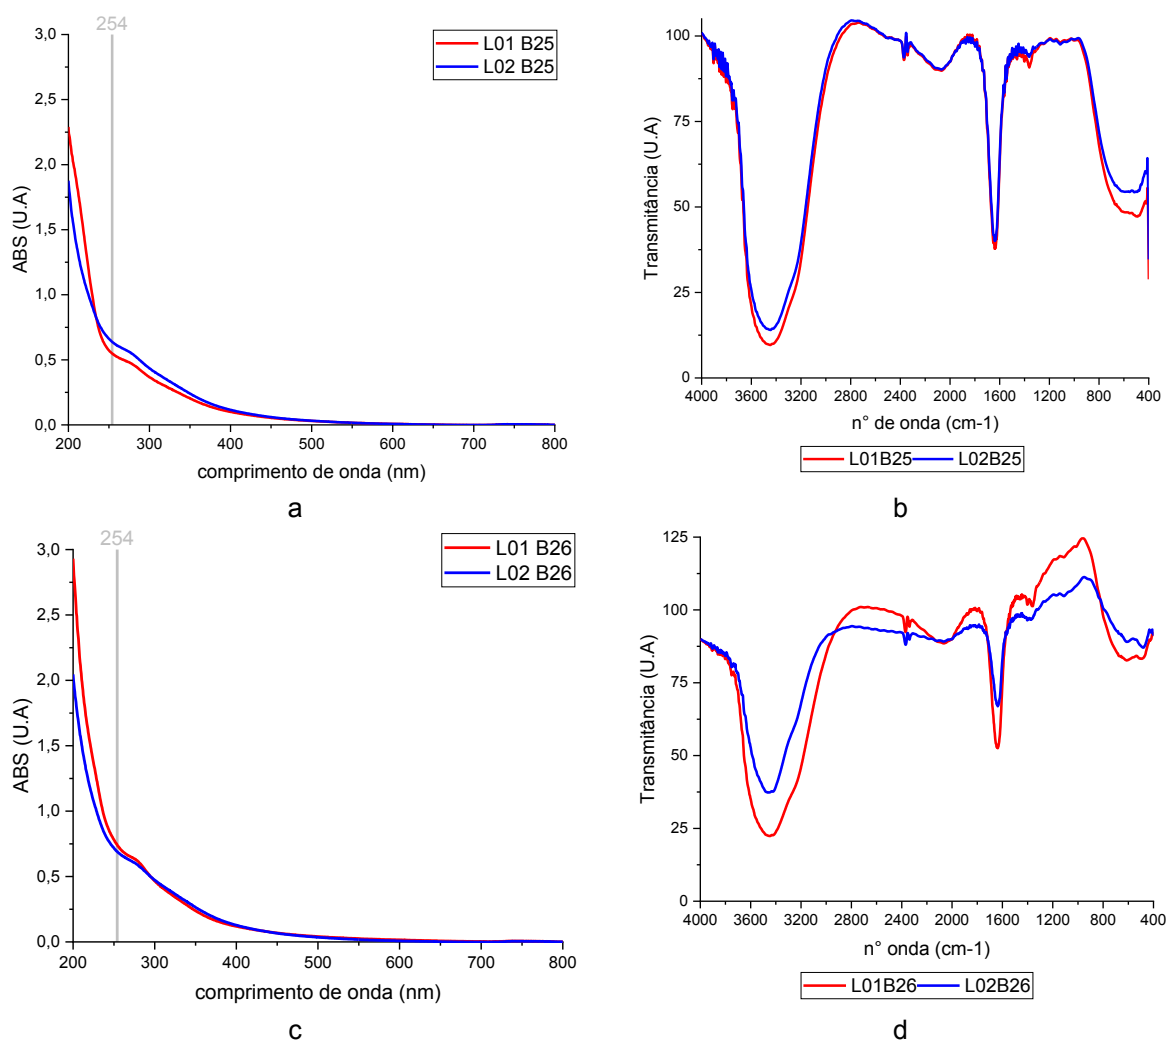 254
3,0
2,5
2,0
1,5
1,0
0,5
0,0
ABS (U.A)
L01 B25
L02 B25
200 300 400 500 600 700 800
comprimento de onda (nm)
a
100
75
50
25
0
Transmitância (U.A)
4000 3600 3200 2800 2400 2000 1600 1200 800 400
n° de onda (cm-1)
L01B25 L02B25
b
254
3,0
2,5
2,0
1,5
1,0
0,5
0,0
ABS (U.A)
L01 B26
L02 B26
200 300 400 500 600 700 800
comprimento de onda (nm)
c
125
100
75
50
25
0
Transmitância (U.A)
4000 3600 3200 2800 2400 2000 1600 1200 800 400
n° onda (cm-1)
L01B26 L02B26
d